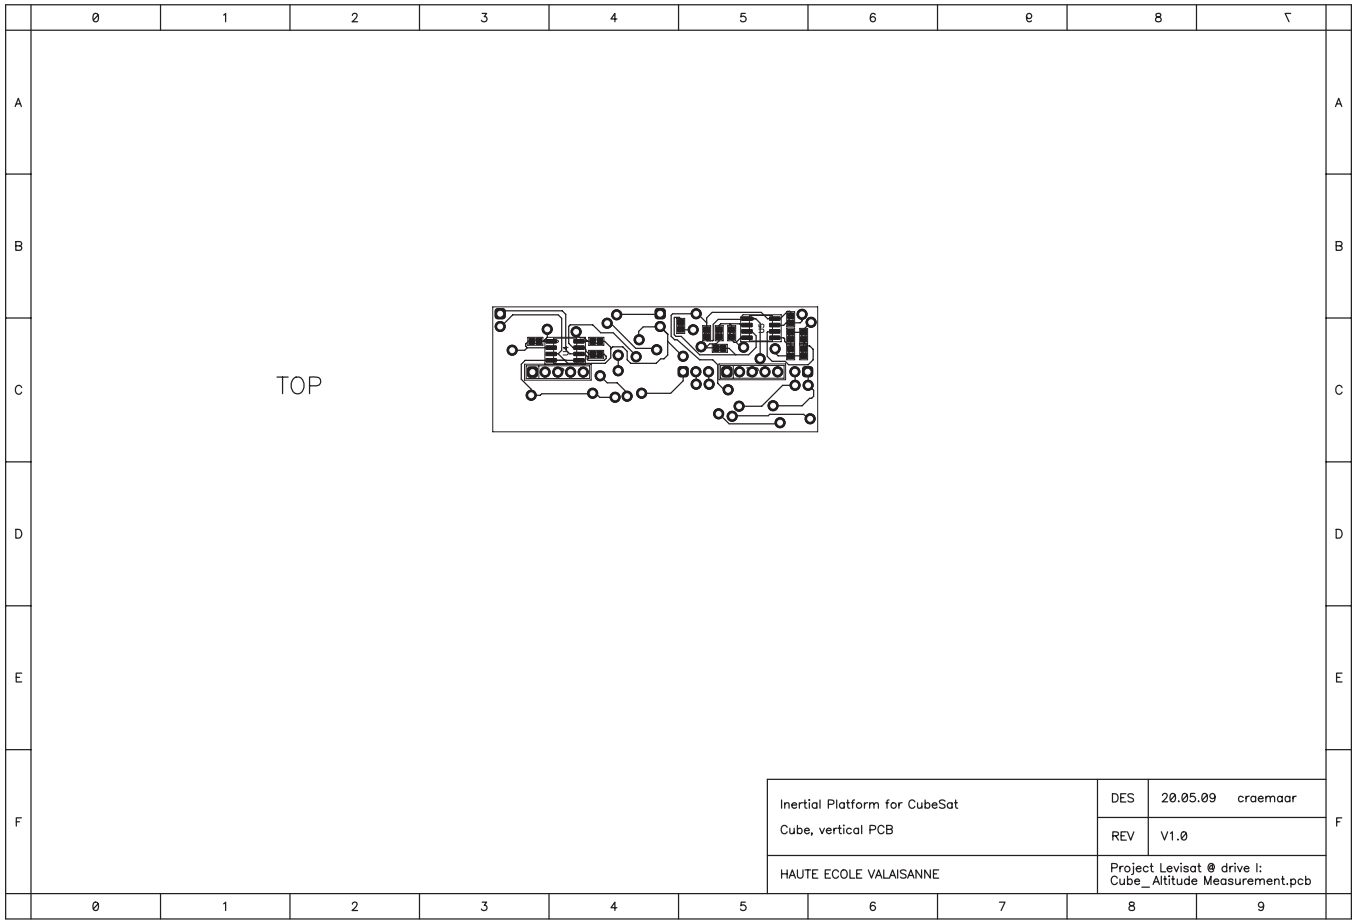 0 1 2 3 4 5 6 9 8 7
A A
B B
U3
C TOP C
D D
E E
Inertial Platform for CubeSat
Cube, vertical PCB
DES 20.05.09 craemaar
F F
REV V1.0
HAUTE ECOLE VALAISANNE
Project Levisat @ drive I:
Cube_Altitude Measurement.pcb
0 1 2 3 4 5 6 7 8 9